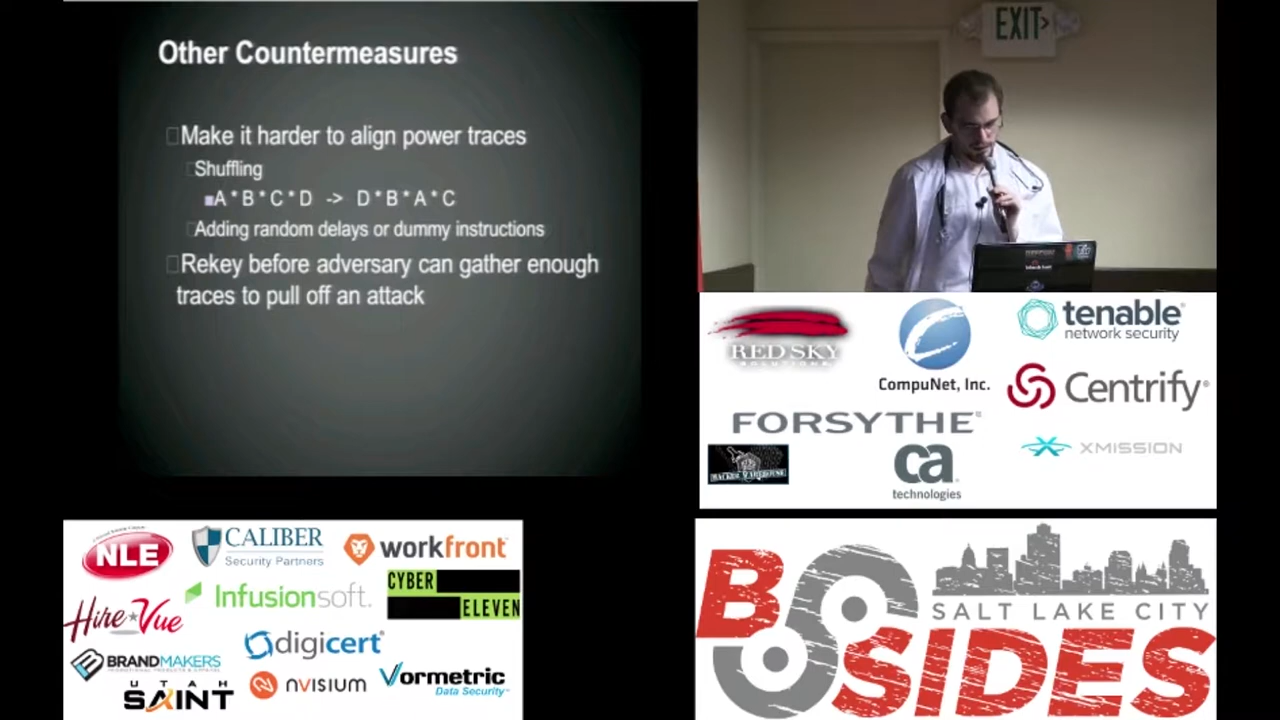 Other Countermeasures
Make it harder to align power traces
Shuffling
A * B * C * D -> D * B * A * C
Adding random delays or dummy instructions
Rekey before adversary can gather enough
traces to pull off an attack
EXIT
RED SKY
SOLUTIONS
CompuNet, Inc.
tenable
network security
Centrify
FORSYTHE
ca
technologies
XMISSION
NLE
CALIBER
Security Partners
workfront
Infusionsoft.
CYBER
ELEVEN
Hire Vue
digicert
BRANDMAKERS
UTAH
SAINT
nVISIUM
Vormetric
Data Security
SALT LAKE CITY
BSIDES